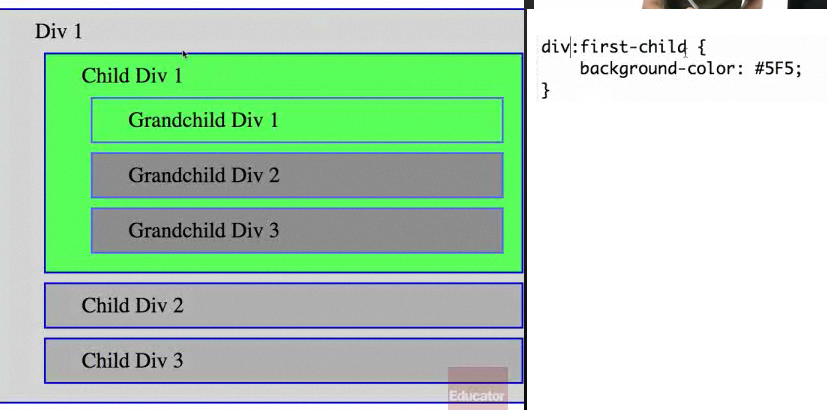 Div 1
Child Div 1
Grandchild Div 1
Grandchild Div 2
Grandchild Div 3
Child Div 2
Child Div 3
Educator
div:first-child {
    background-color: #5F5;
}